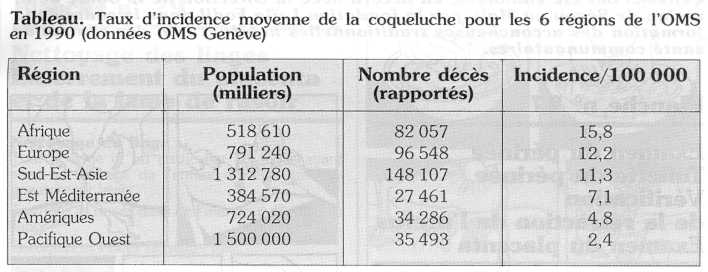 Tableau. Taux d'incidence moyenne de la coqueluche pour les 6 régions de l'OMS
en 1990 (données OMS Genève)
Région Population (milliers) Nombre décès (rapportés) Incidence/100 000
Afrique 518 610 82 057 15,8
Europe 791 240 96 548 12,2
Sud-Est-Asie 1 312 780 148 107 11,3
Est Méditerranée 384 570 27 461 7,1
Amériques 724 020 34 286 4,8
Pacifique Ouest 1 500 000 35 493 2,4